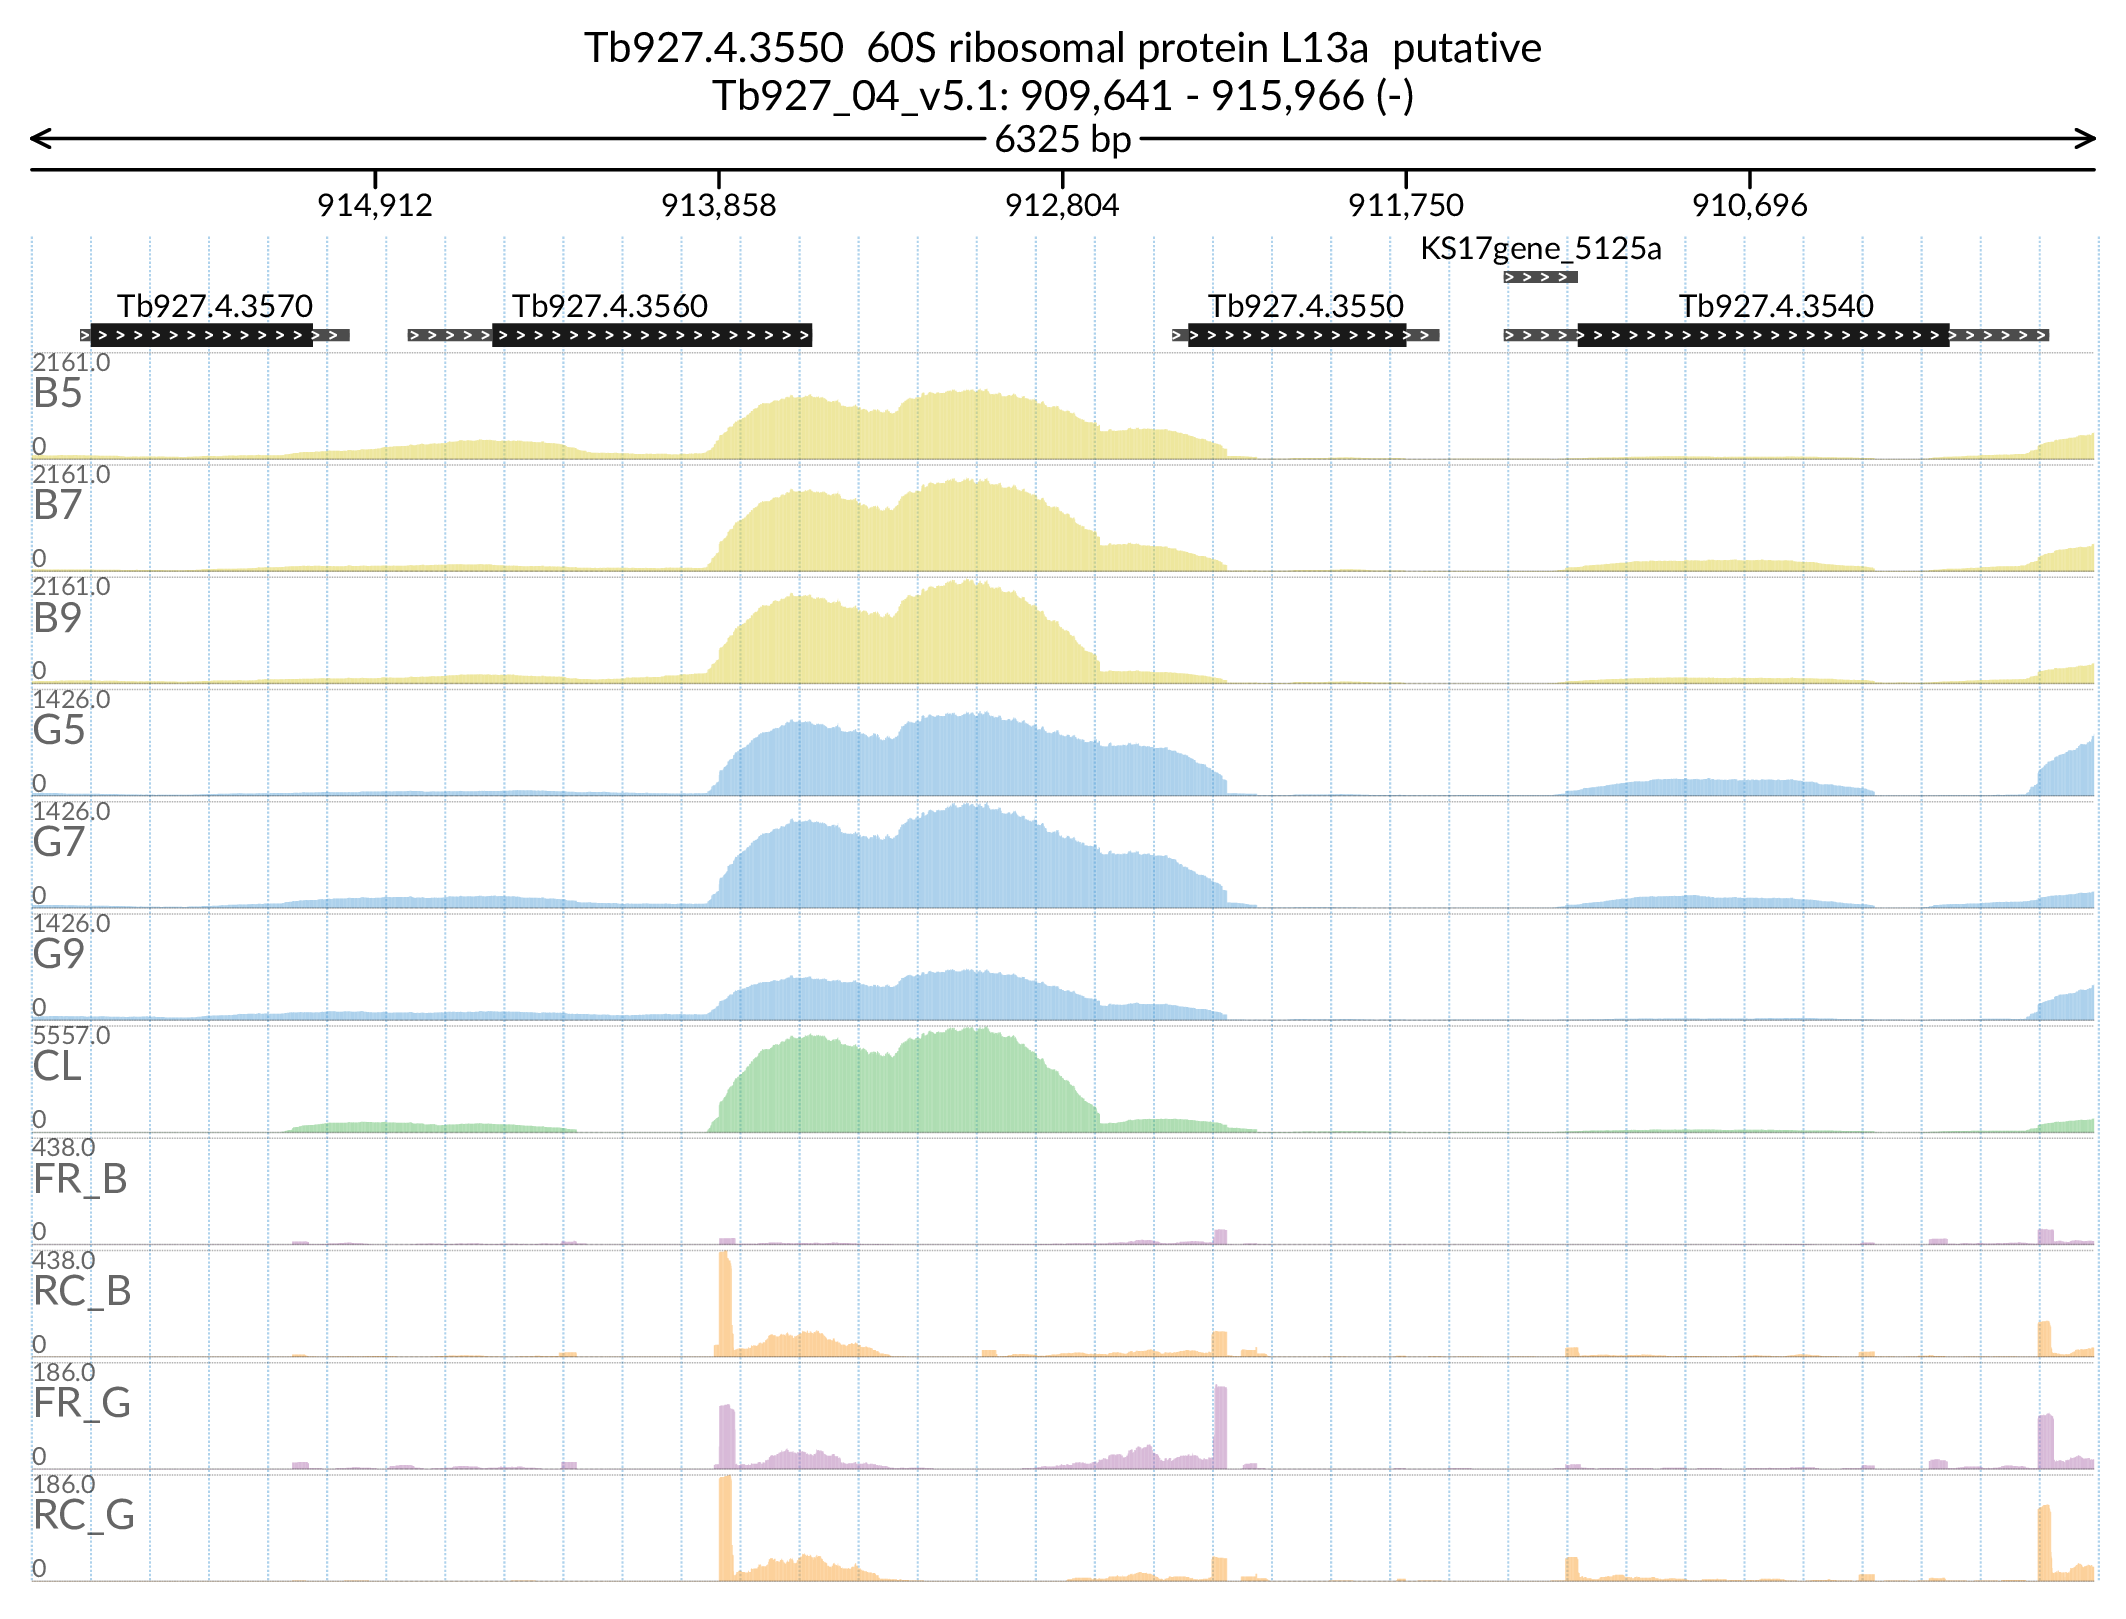 Tb927.4.3550  60S ribosomal protein L13a  putative
Tb927_04_v5.1: 909,641 - 915,966 (-)
6325 bp
914,912 913,858 912,804 911,750 910,696
KS17gene_5125a
Tb927.4.3570 Tb927.4.3560 Tb927.4.3550 Tb927.4.3540
2161.0
B5
0
2161.0
B7
0
2161.0
B9
0
1426.0
G5
0
1426.0
G7
0
1426.0
G9
0
5557.0
CL
0
438.0
FR_B
0
438.0
RC_B
0
186.0
FR_G
0
186.0
RC_G
0